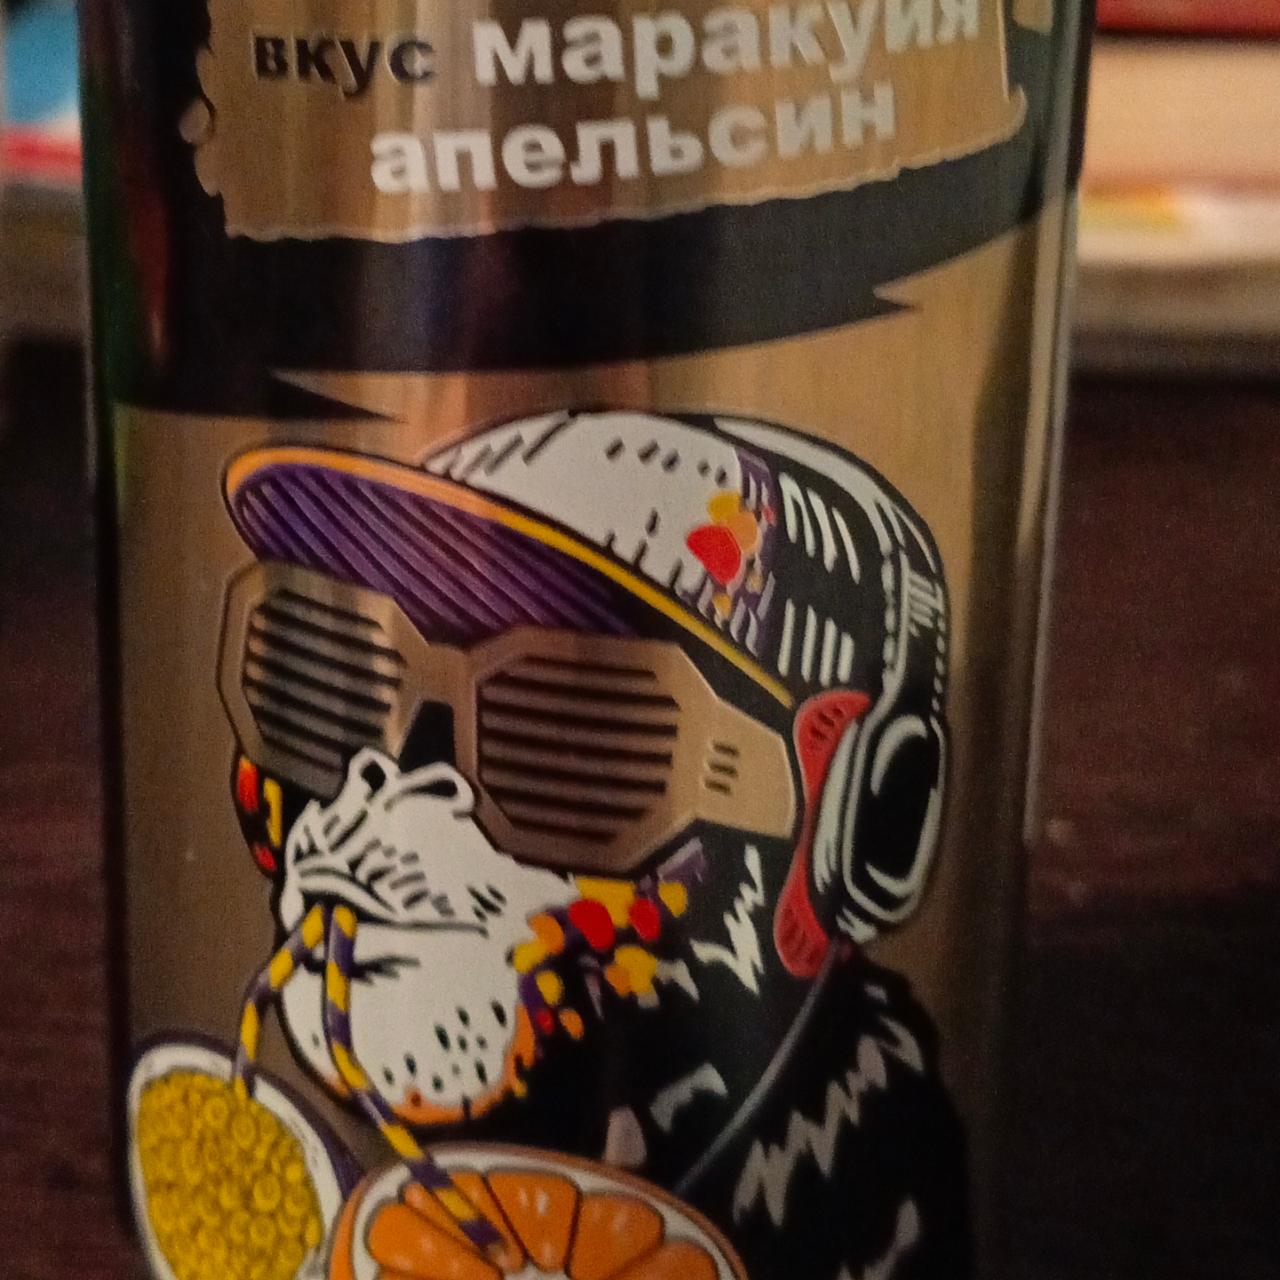 вкус маракуйя
апельсин